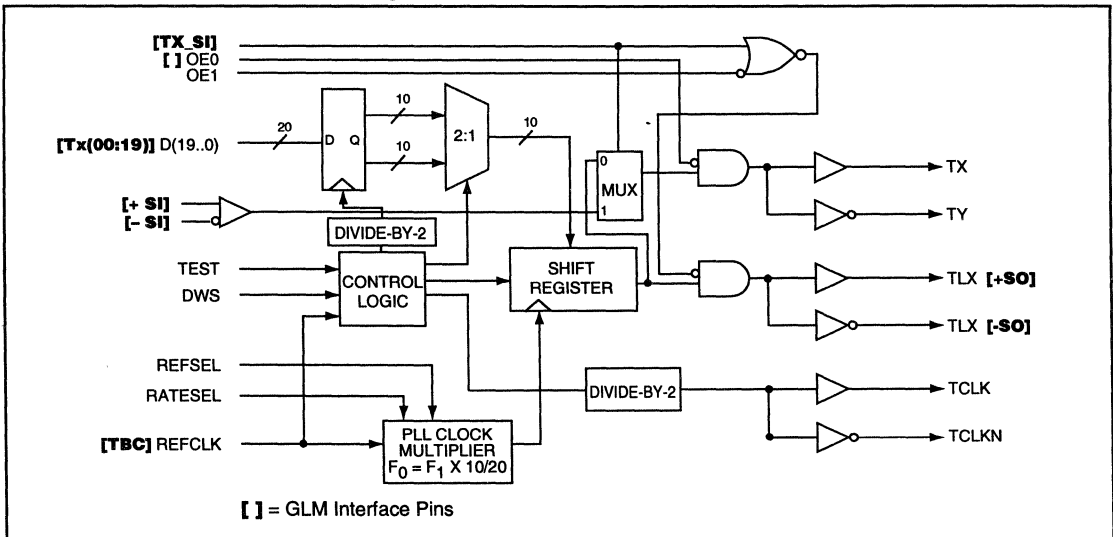 [TX_SI]
[ ] OE0
OE1
10
20
D Q
2:1
10
10
[Tx(00:19)] D(19..0)
0
MUX
1
TX
TY
[+ SI]
[– SI]
DIVIDE-BY-2
TEST
DWS
CONTROL
LOGIC
SHIFT
REGISTER
TLX [+SO]
TLX [-SO]
REFSEL
RATESEL
DIVIDE-BY-2
TCLK
TCLKN
[TBC] REFCLK
PLL CLOCK
MULTIPLIER
F0 = F1 X 10/20
[ ] = GLM Interface Pins